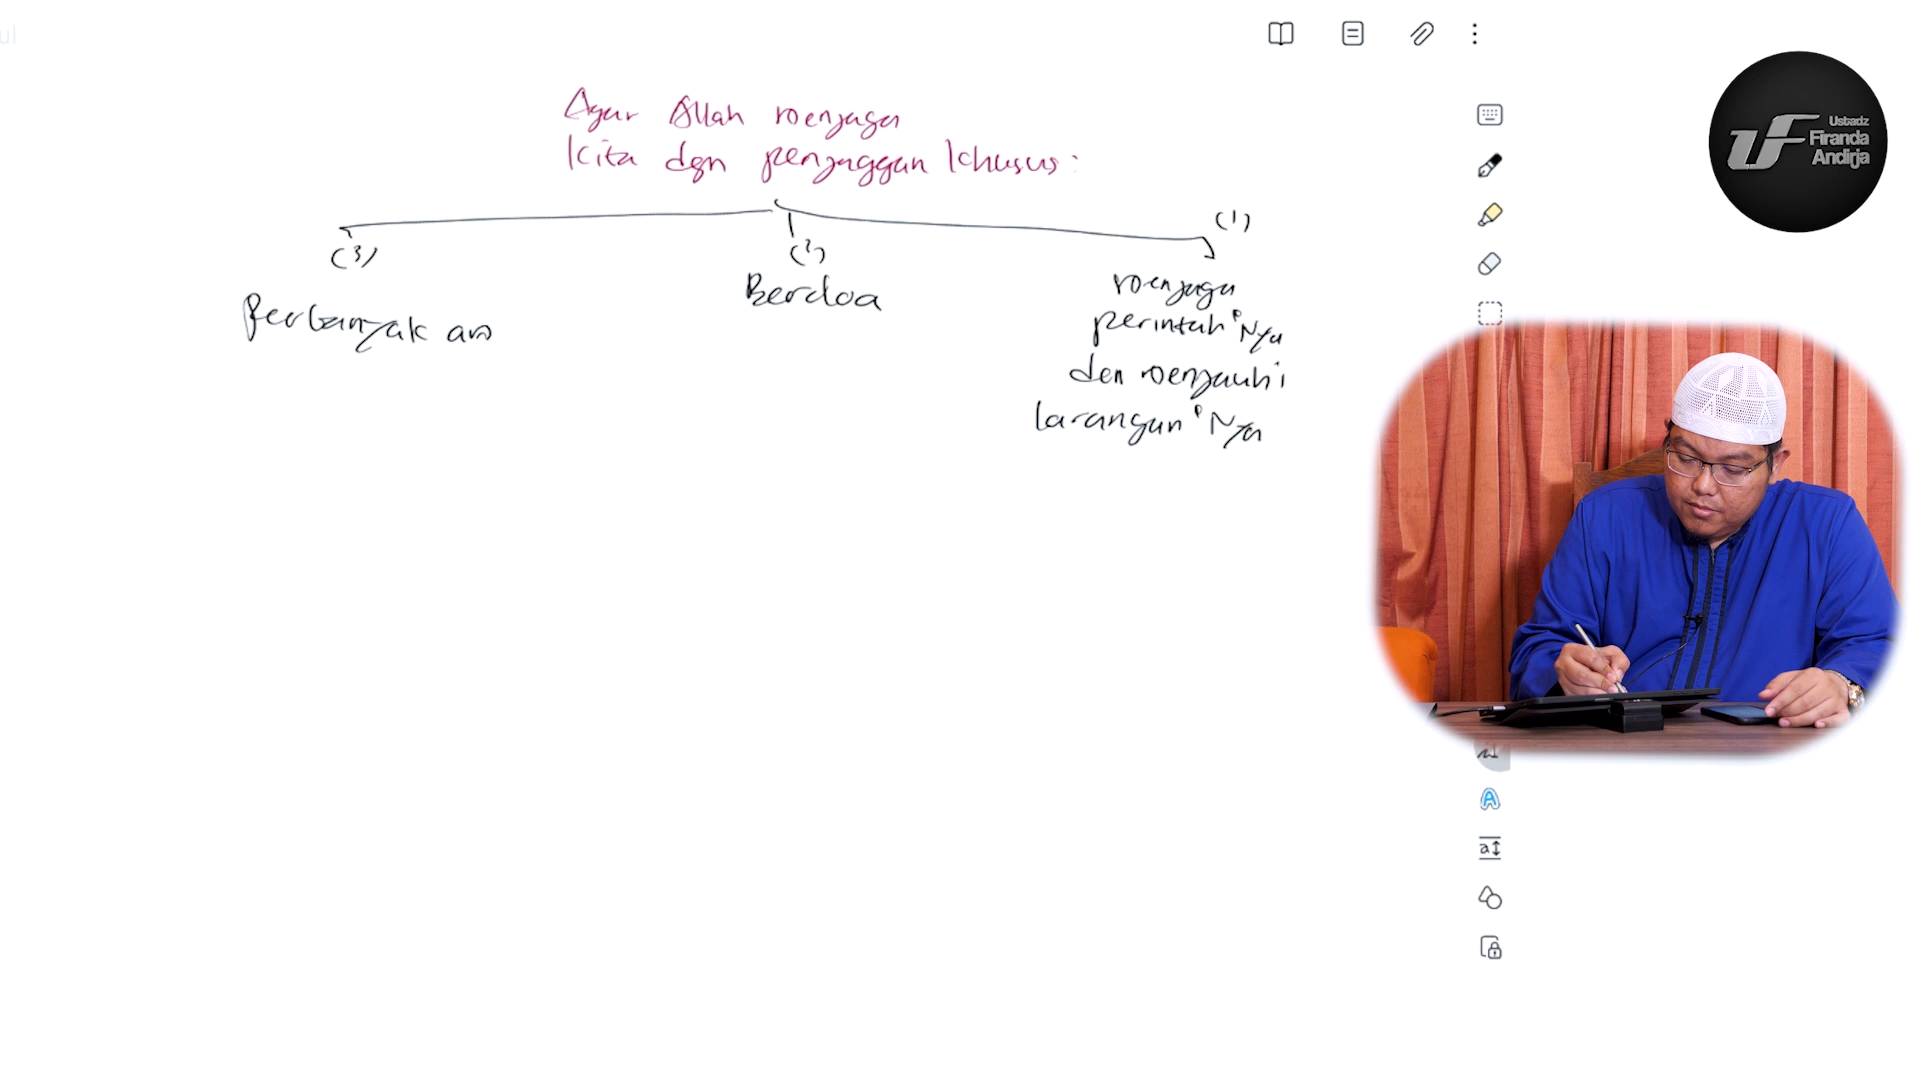 Agar Allah menjaga
kita dgn penjagaan khusus:
(1)
menjaga
perintah²Nya
dan menjauhi
larangan²Nya
(2)
Berdoa
(3)
Perbanyak am
Ustadz
Firanda
Andirja
UF